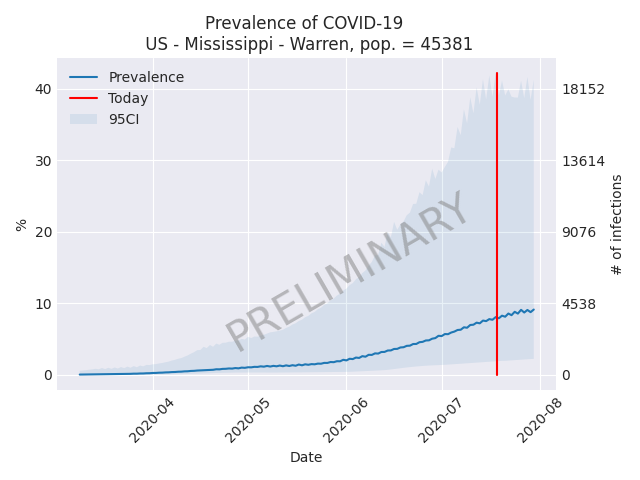 Prevalence of COVID-19
US - Mississippi - Warren, pop. = 45381
Prevalence
Today
95CI
PRELIMINARY
%
40
30
20
10
0
18152
13614
9076
4538
0
# of infections
2020-04
2020-05
2020-06
2020-07
2020-08
Date